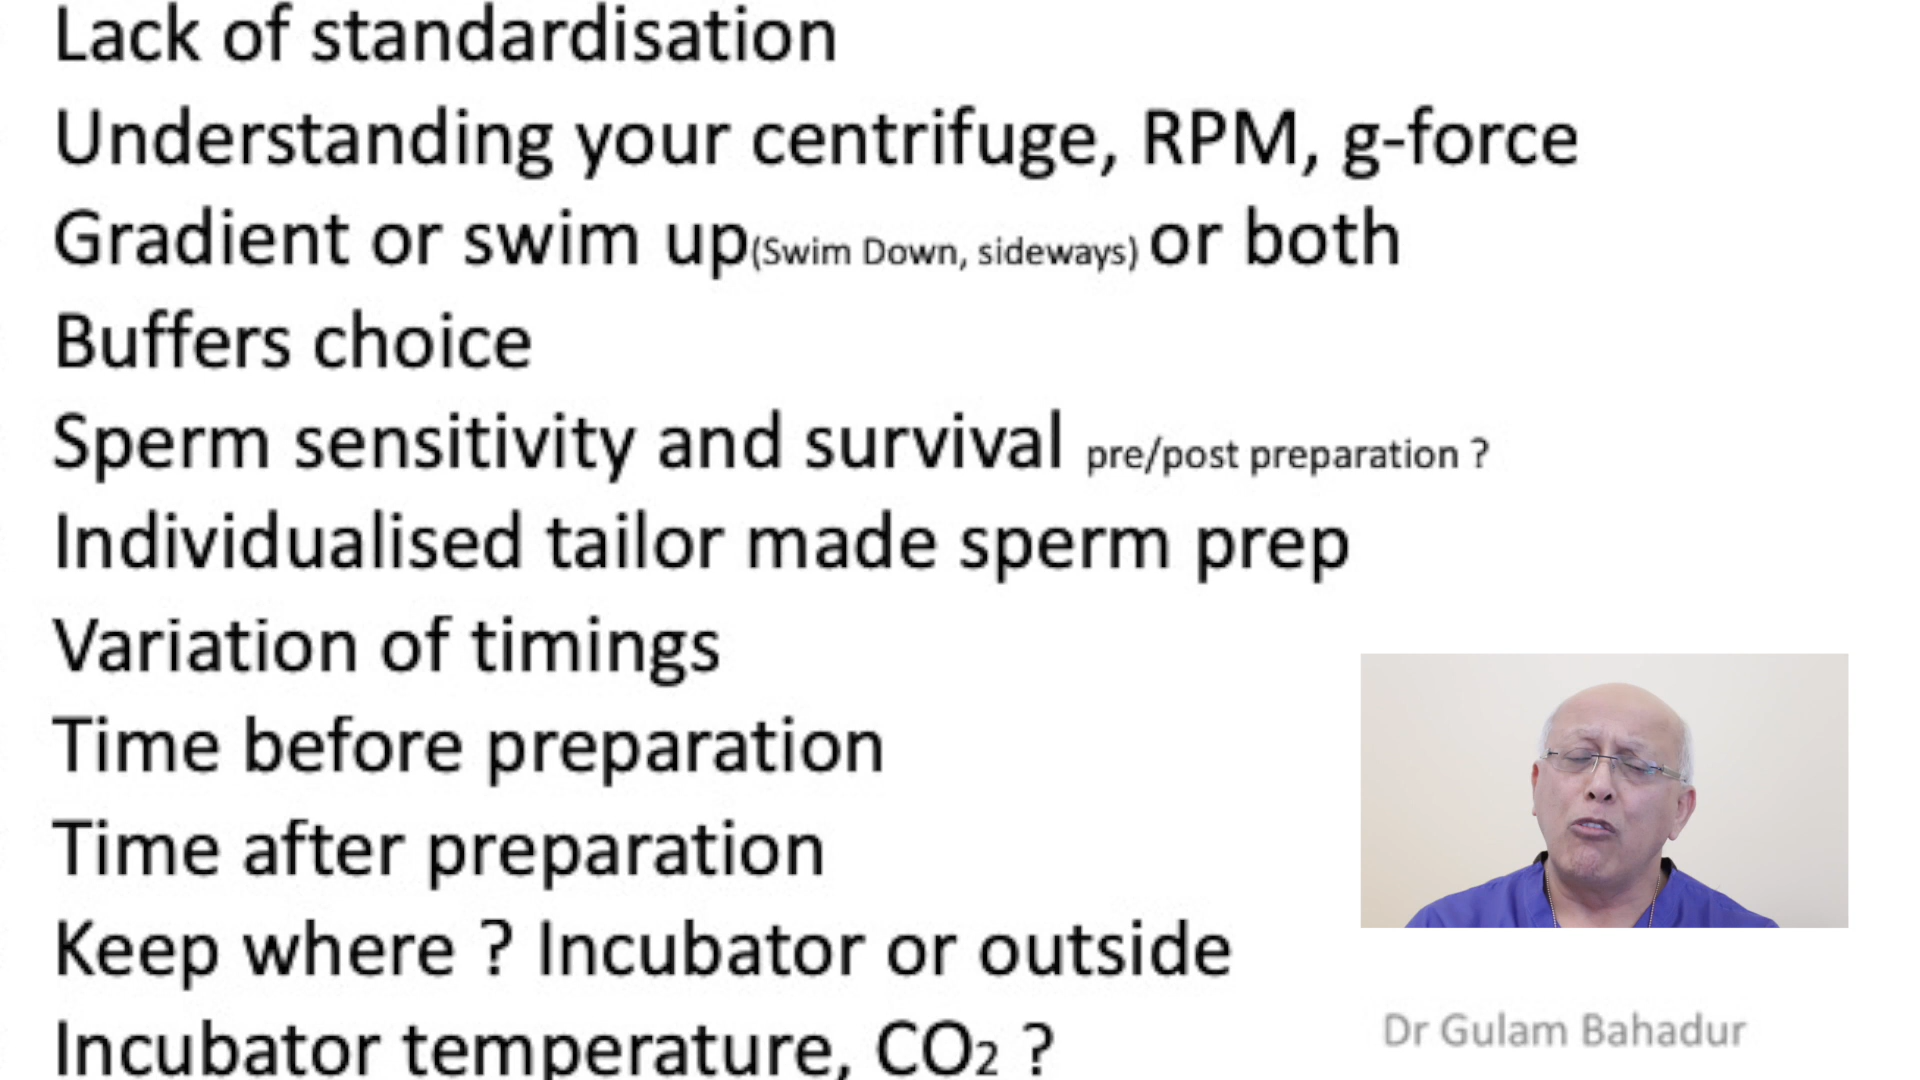 Lack of standardisation
Understanding your centrifuge, RPM, g-force
Gradient or swim up(Swim Down, sideways) or both
Buffers choice
Sperm sensitivity and survival pre/post preparation ?
Individualised tailor made sperm prep
Variation of timings
Time before preparation
Time after preparation
Keep where ? Incubator or outside
Incubator temperature, CO2 ?
Dr Gulam Bahadur